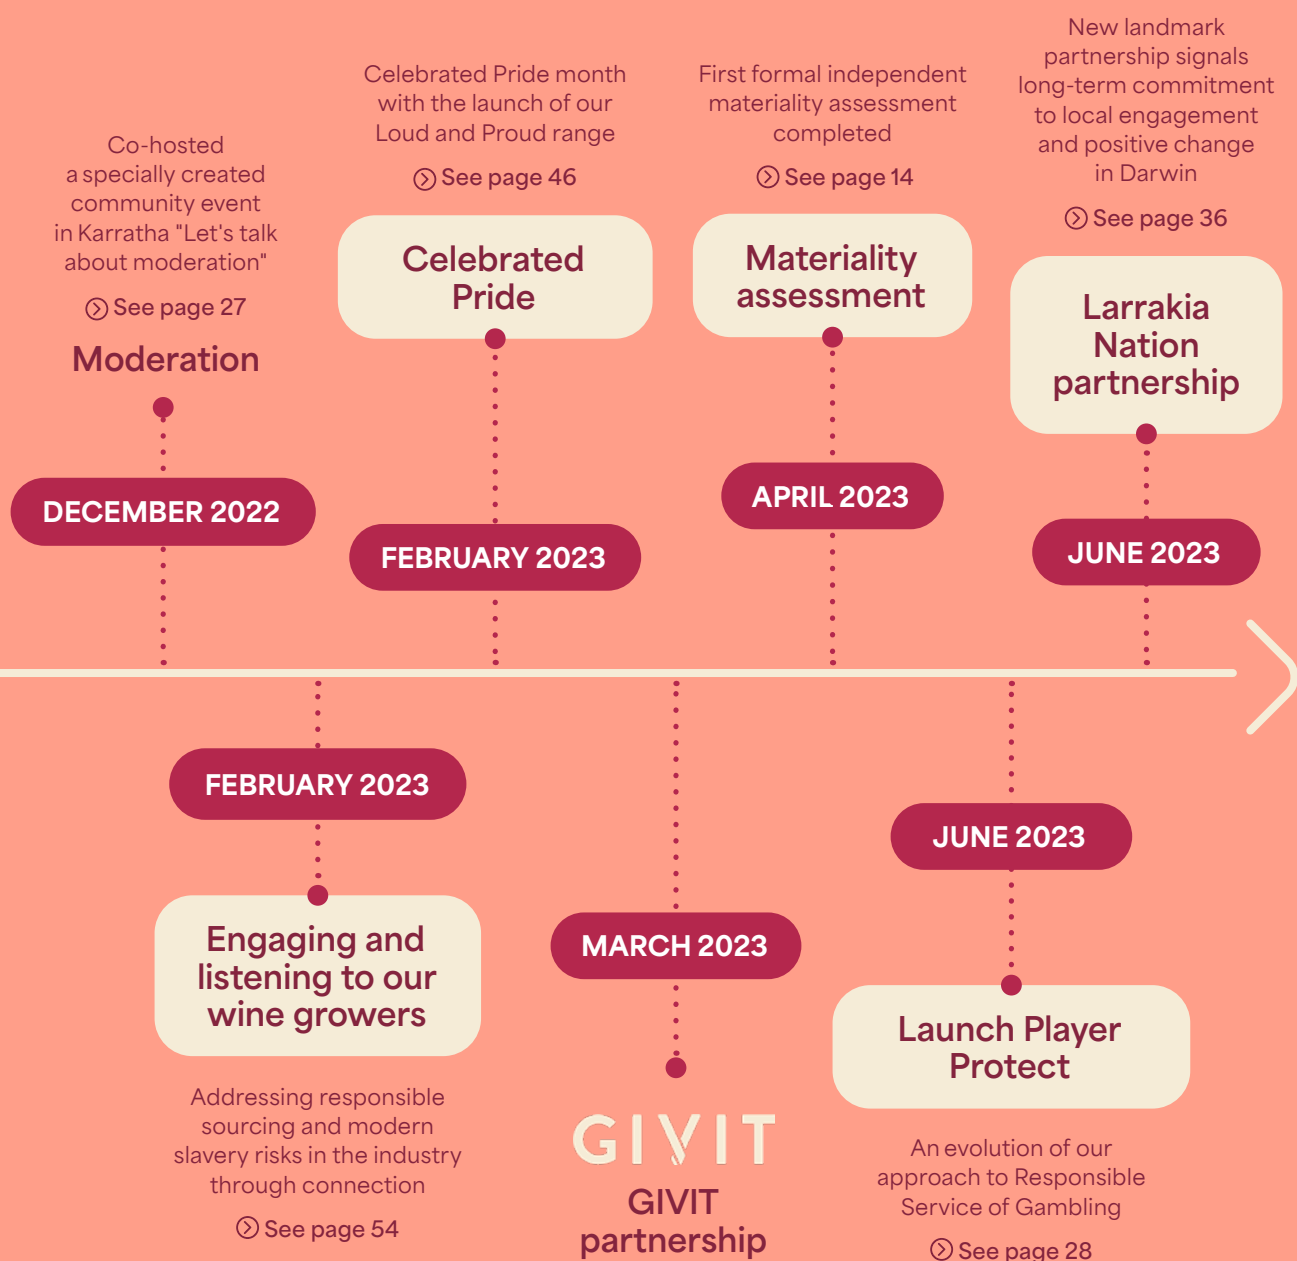 Co-hosted
a specially created
community event
in Karratha "Let's talk
about moderation"
See page 27
Moderation
DECEMBER 2022
Celebrated Pride month
with the launch of our
Loud and Proud range
See page 46
Celebrated
Pride
FEBRUARY 2023
First formal independent
materiality assessment
completed
See page 14
Materiality
assessment
APRIL 2023
New landmark
partnership signals
long-term commitment
to local engagement
and positive change
in Darwin
See page 36
Larrakia
Nation
partnership
JUNE 2023
FEBRUARY 2023
Engaging and
listening to our
wine growers
Addressing responsible
sourcing and modern
slavery risks in the industry
through connection
See page 54
MARCH 2023
GIVIT
GIVIT
partnership
JUNE 2023
Launch Player
Protect
An evolution of our
approach to Responsible
Service of Gambling
See page 28